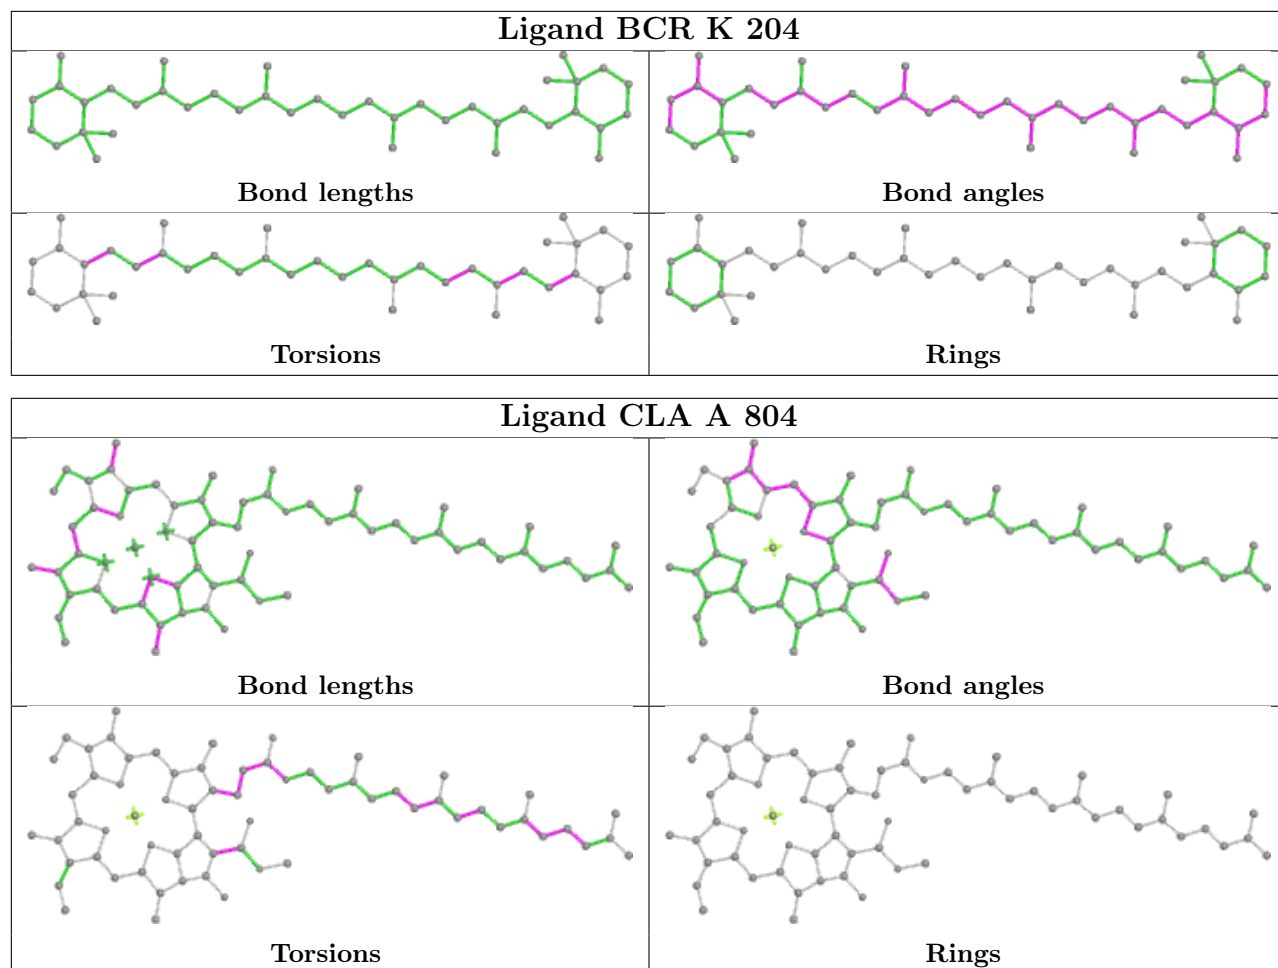 Ligand BCR K 204
Bond lengths
Bond angles
Torsions
Rings
Ligand CLA A 804
Bond lengths
Bond angles
Torsions
Rings